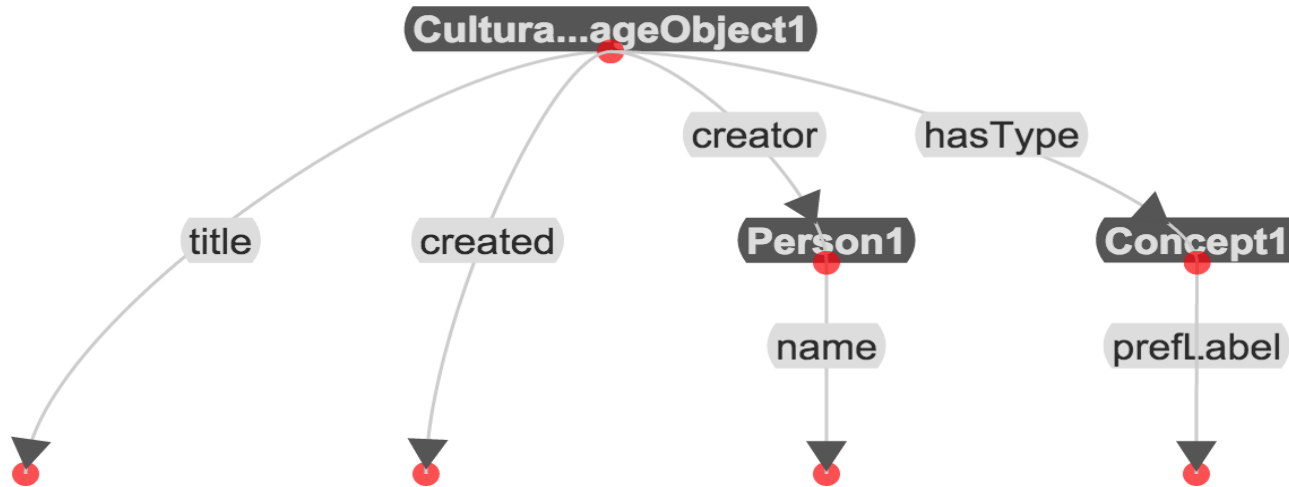 Cultura...ageObject1
creator
hasType
title
created
Person1
Concept1
name
prefLabel